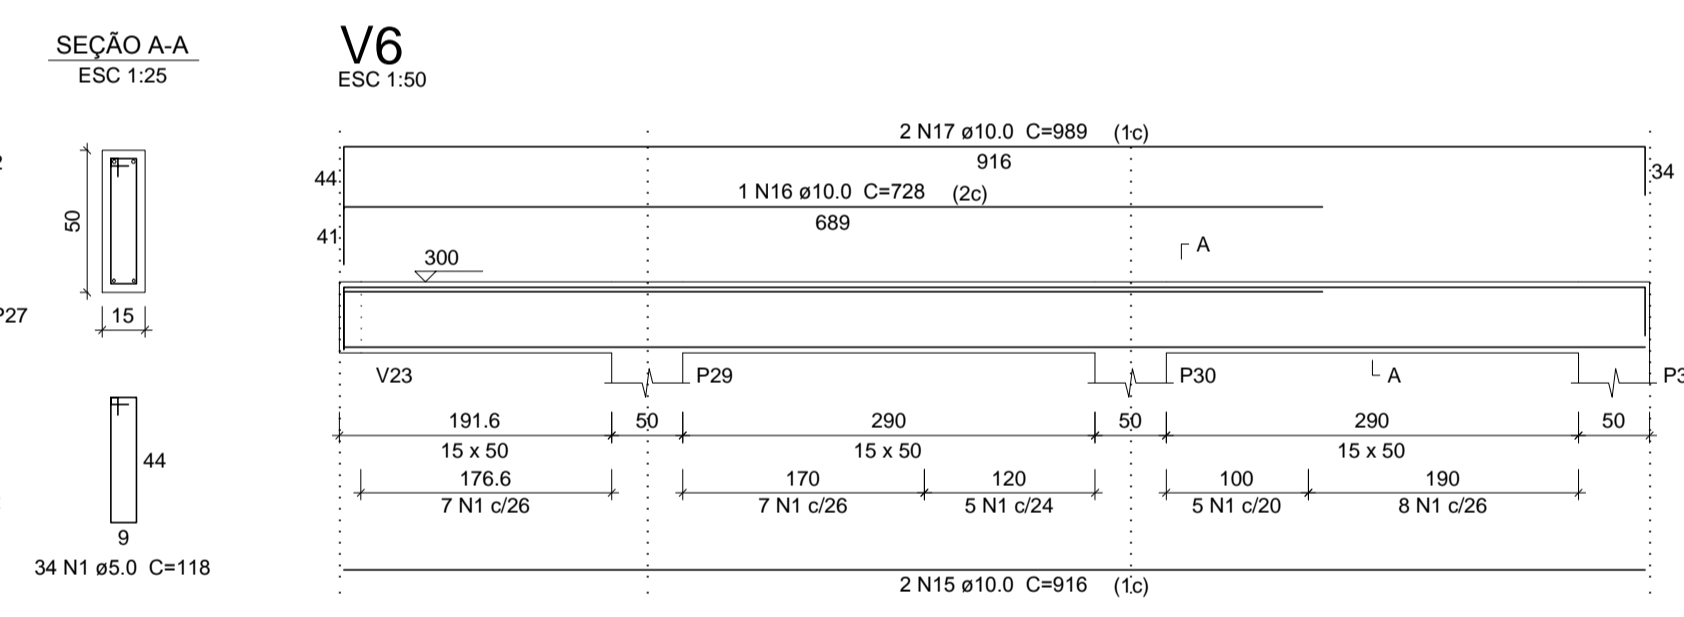 SEÇÃO A-A
ESC 1:25
V6
ESC 1:50
2 N17 ø10.0 C=989 (1c)
916
44
34
1 N16 ø10.0 C=728 (2c)
689
41
300
A
50
15
P27
V23
P29
P30
A
191.6
50
290
50
290
50
15 x 50
15 x 50
15 x 50
176.6
170
120
100
190
7 N1 c/26
7 N1 c/26
5 N1 c/24
5 N1 c/20
8 N1 c/26
44
9
34 N1 ø5.0 C=118
2 N15 ø10.0 C=916 (1c)